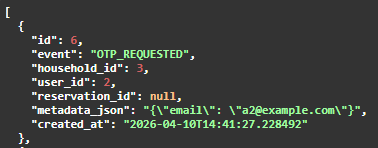 [
  {
    "id": 6,
    "event": "OTP_REQUESTED",
    "household_id": 3,
    "user_id": 2,
    "reservation_id": null,
    "metadata_json": "{\"email\": \"a2@example.com\"}",
    "created_at": "2026-04-10T14:41:27.228492"
  },